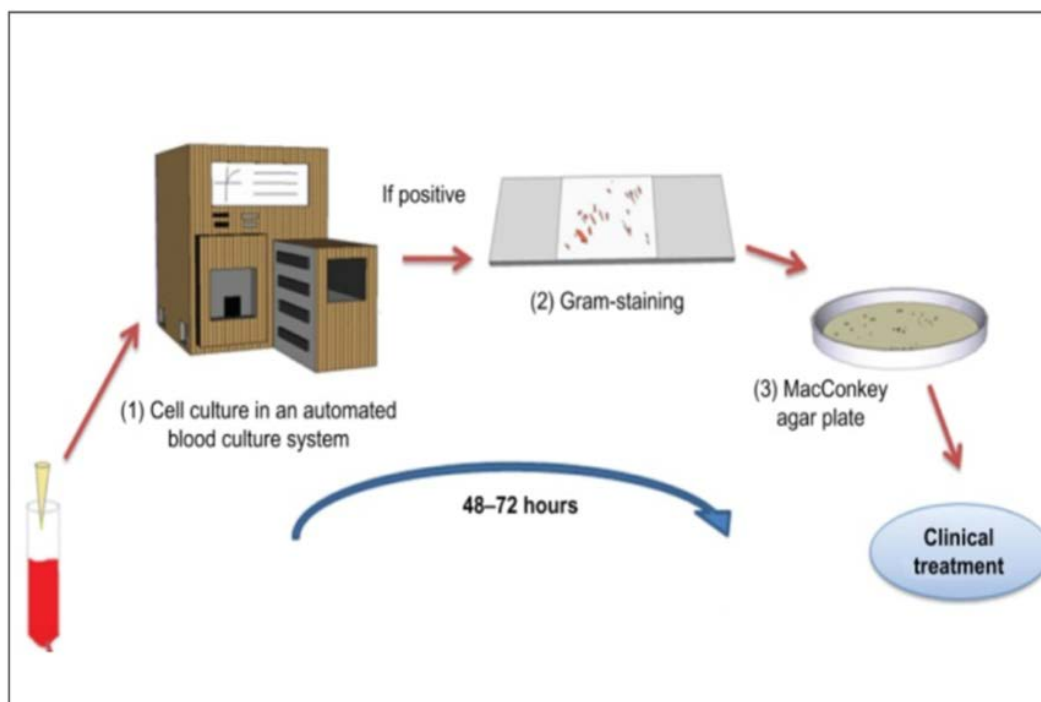 If positive
(2) Gram-staining
(3) MacConkey
agar plate
(1) Cell culture in an automated
blood culture system
48–72 hours
Clinical
treatment